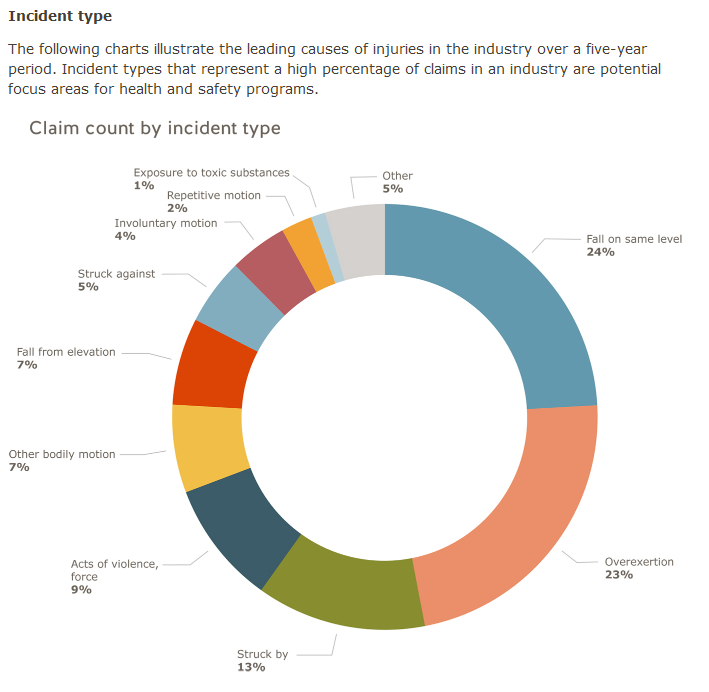 Incident type
The following charts illustrate the leading causes of injuries in the industry over a five-year
period. Incident types that represent a high percentage of claims in an industry are potential
focus areas for health and safety programs.
Claim count by incident type
Exposure to toxic substances
1%
Other
5%
Repetitive motion
2%
Involuntary motion
4%
Fall on same level
24%
Struck against
5%
Fall from elevation
7%
Other bodily motion
7%
Acts of violence,
force
9%
Overexertion
23%
Struck by
13%